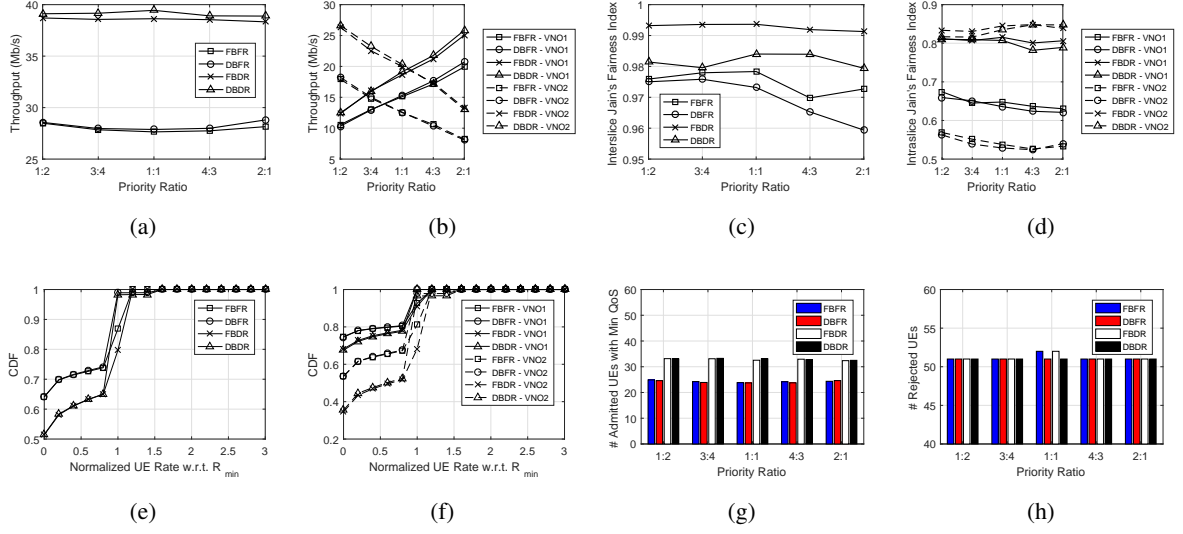 40
35
30
25
Throughput (Mb/s)
1:2 3:4 1:1 4:3 2:1
Priority Ratio
FBFR
DBFR
FBDR
DBDR
(a)
30
25
20
15
10
5
Throughput (Mb/s)
1:2 3:4 1:1 4:3 2:1
Priority Ratio
FBFR - VNO1
DBFR - VNO1
FBDR - VNO1
DBDR - VNO1
FBFR - VNO2
DBFR - VNO2
FBDR - VNO2
DBDR - VNO2
(b)
1
0.99
0.98
0.97
0.96
0.95
Interslice Jain's Fairness Index
1:2 3:4 1:1 4:3 2:1
Priority Ratio
FBFR
DBFR
FBDR
DBDR
(c)
0.9
0.8
0.7
0.6
0.5
Intraslice Jain's Fairness Index
1:2 3:4 1:1 4:3 2:1
Priority Ratio
FBFR - VNO1
DBFR - VNO1
FBDR - VNO1
DBDR - VNO1
FBFR - VNO2
DBFR - VNO2
FBDR - VNO2
DBDR - VNO2
(d)
1
0.9
0.8
0.7
0.6
0.5
CDF
0 0.5 1 1.5 2 2.5 3
Normalized UE Rate w.r.t. R min
FBFR
DBFR
FBDR
DBDR
(e)
1
0.8
0.6
0.4
0.2
CDF
0 0.5 1 1.5 2 2.5 3
Normalized UE Rate w.r.t. R min
FBFR - VNO1
DBFR - VNO1
FBDR - VNO1
DBDR - VNO1
FBFR - VNO2
DBFR - VNO2
FBDR - VNO2
DBDR - VNO2
(f)
60
50
40
30
20
10
0
# Admitted UEs with Min QoS
1:2 3:4 1:1 4:3 2:1
Priority Ratio
FBFR
DBFR
FBDR
DBDR
(g)
60
55
50
45
40
# Rejected UEs
1:2 3:4 1:1 4:3 2:1
Priority Ratio
FBFR
DBFR
FBDR
DBDR
(h)